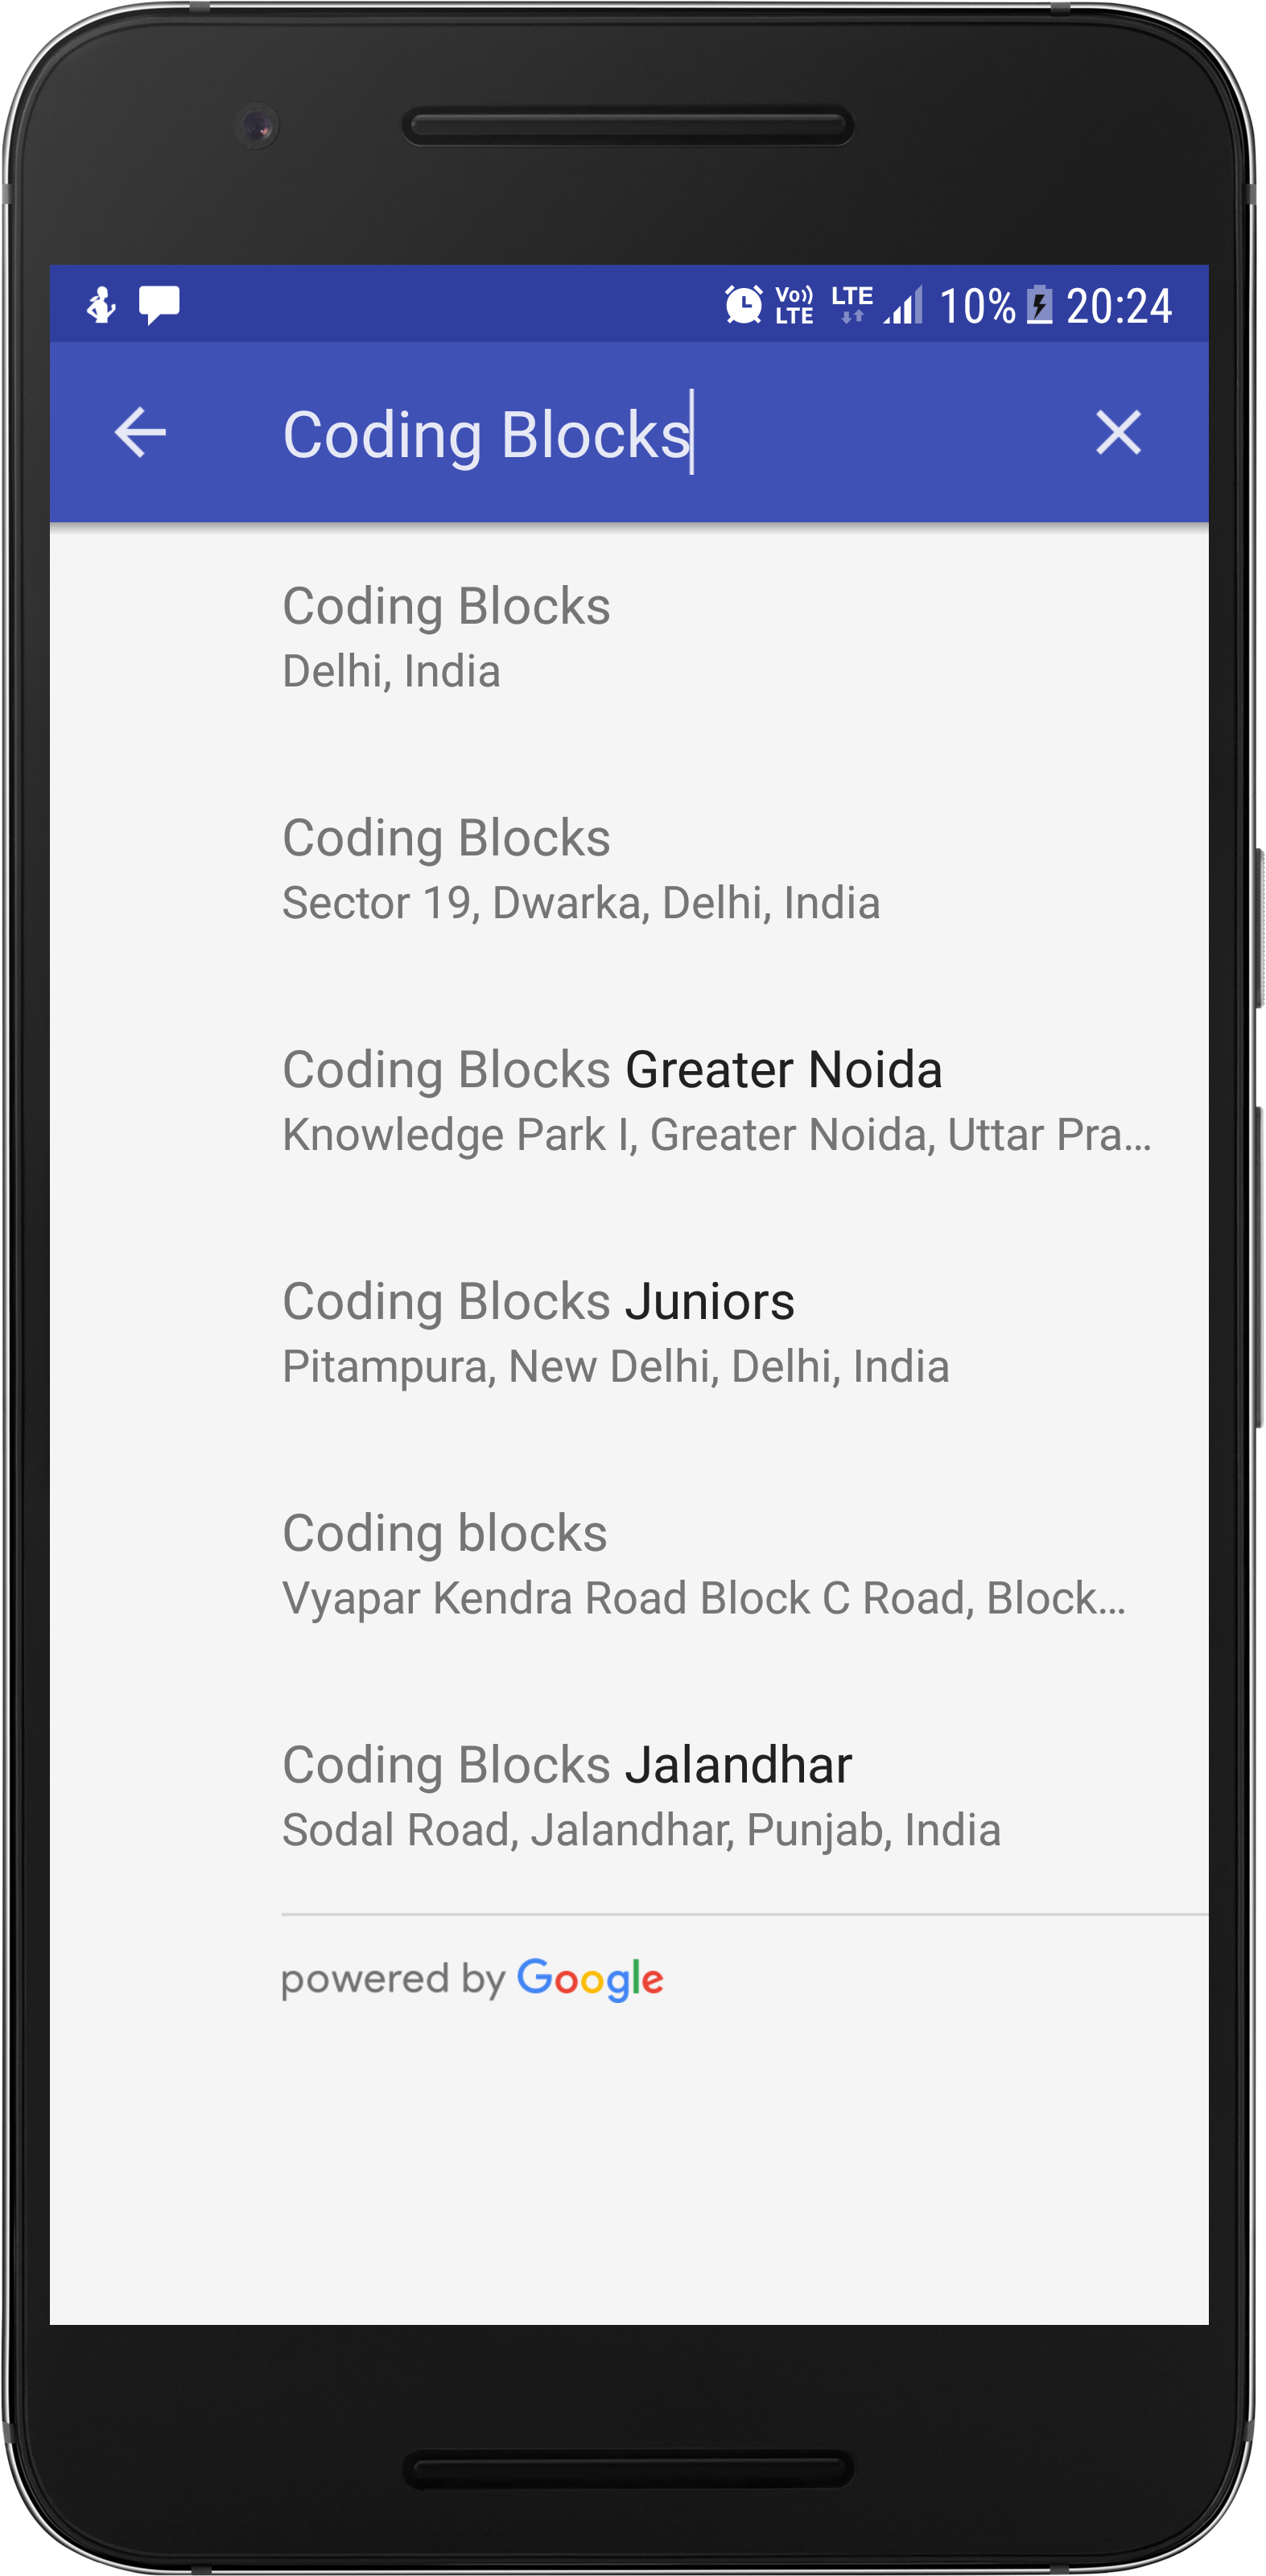 Vo)) LTE LTE 10% 20:24
Coding Blocks
Coding Blocks
Delhi, India
Coding Blocks
Sector 19, Dwarka, Delhi, India
Coding Blocks Greater Noida
Knowledge Park I, Greater Noida, Uttar Pra...
Coding Blocks Juniors
Pitampura, New Delhi, Delhi, India
Coding blocks
Vyapar Kendra Road Block C Road, Block...
Coding Blocks Jalandhar
Sodal Road, Jalandhar, Punjab, India
powered by Google